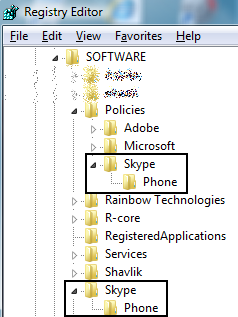 Registry Editor
File Edit View Favorites Help
SOFTWARE
Policies
Adobe
Microsoft
Skype
Phone
Rainbow Technologies
R-core
RegisteredApplications
Services
Shavlik
Skype
Phone